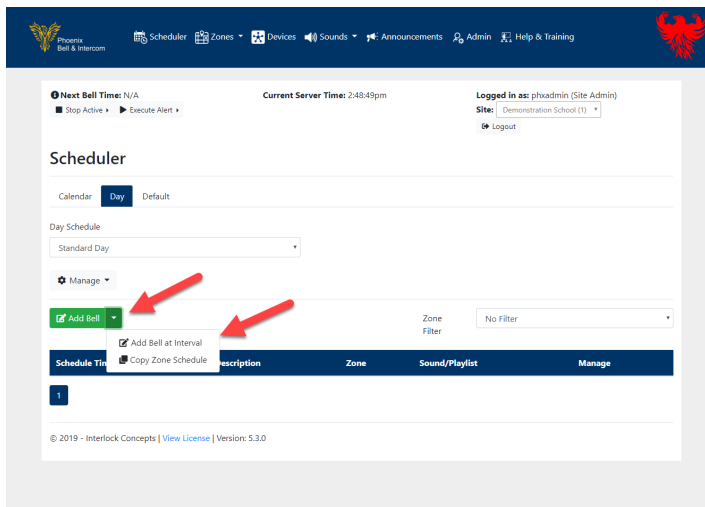 Phoenix
Bell & Intercom
Scheduler Zones Devices Sounds Announcements Admin Help & Training
Next Bell Time: N/A Current Server Time: 2:48:49pm Logged in as: phxadmin (Site Admin)
Stop Active Execute Alert Site: Demonstration School (1)
Logout
Scheduler
Calendar Day Default
Day Schedule
Standard Day
Manage
Add Bell Zone Filter No Filter
Add Bell at Interval
Copy Zone Schedule
Schedule Tim Description Zone Sound/Playlist Manage
1
© 2019 - Interlock Concepts | View License | Version: 5.3.0